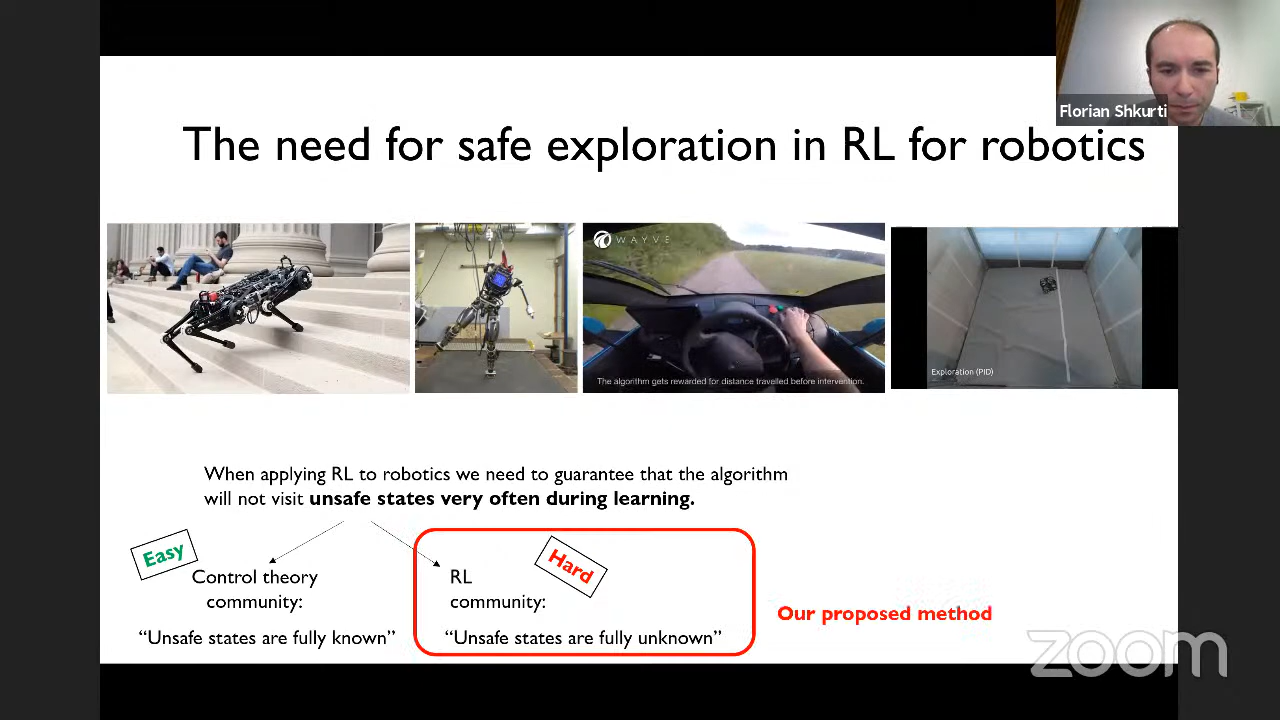 Florian Shkurti
The need for safe exploration in RL for robotics
WAYVE
The algorithm gets rewarded for distance travelled before intervention.
Exploration (PID)
When applying RL to robotics we need to guarantee that the algorithm
will not visit unsafe states very often during learning.
Easy
Control theory
community:
“Unsafe states are fully known”
Hard
RL
community:
“Unsafe states are fully unknown”
Our proposed method
zoom